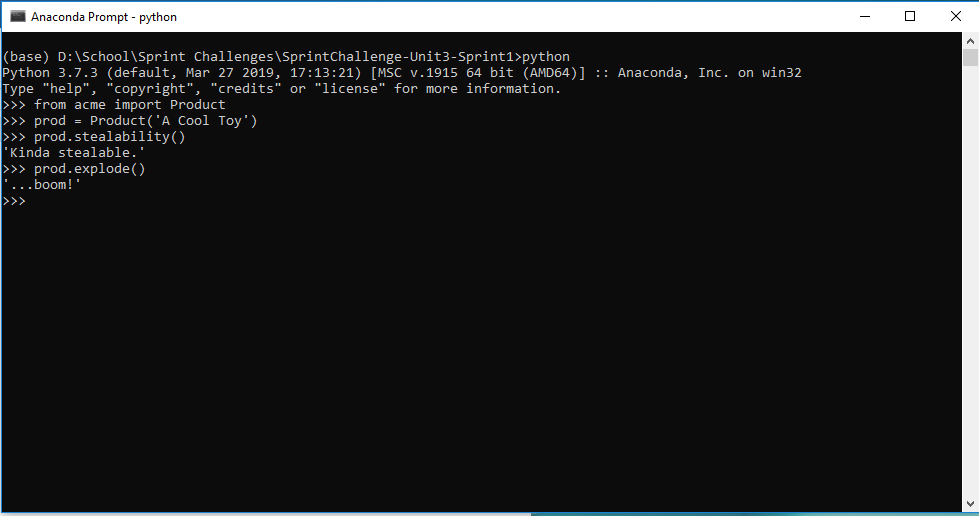 Anaconda Prompt - python
(base) D:\School\Sprint Challenges\SprintChallenge-Unit3-Sprint1>python
Python 3.7.3 (default, Mar 27 2019, 17:13:21) [MSC v.1915 64 bit (AMD64)] :: Anaconda, Inc. on win32
Type "help", "copyright", "credits" or "license" for more information.
>>> from acme import Product
>>> prod = Product('A Cool Toy')
>>> prod.stealability()
'Kinda stealable.'
>>> prod.explode()
'...boom!'
>>>